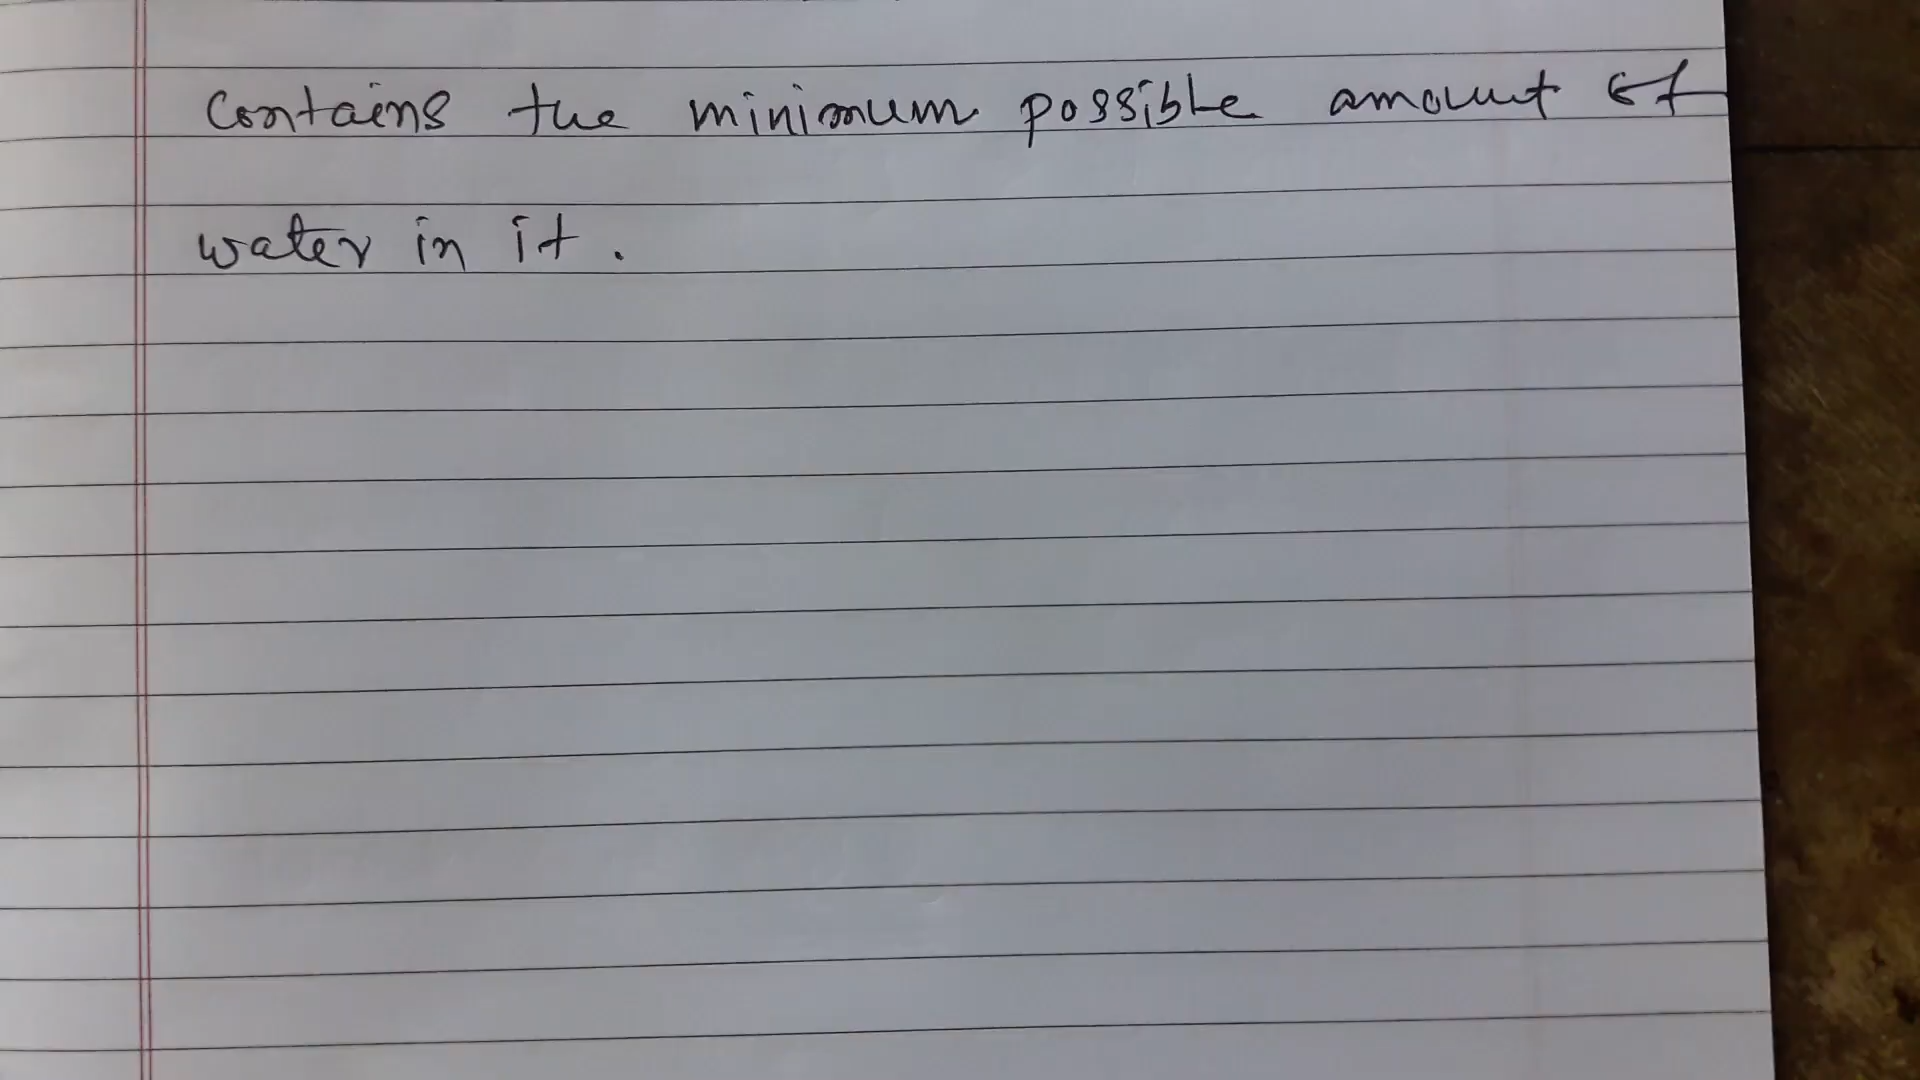 contains the minimum possible amount of
water in it.